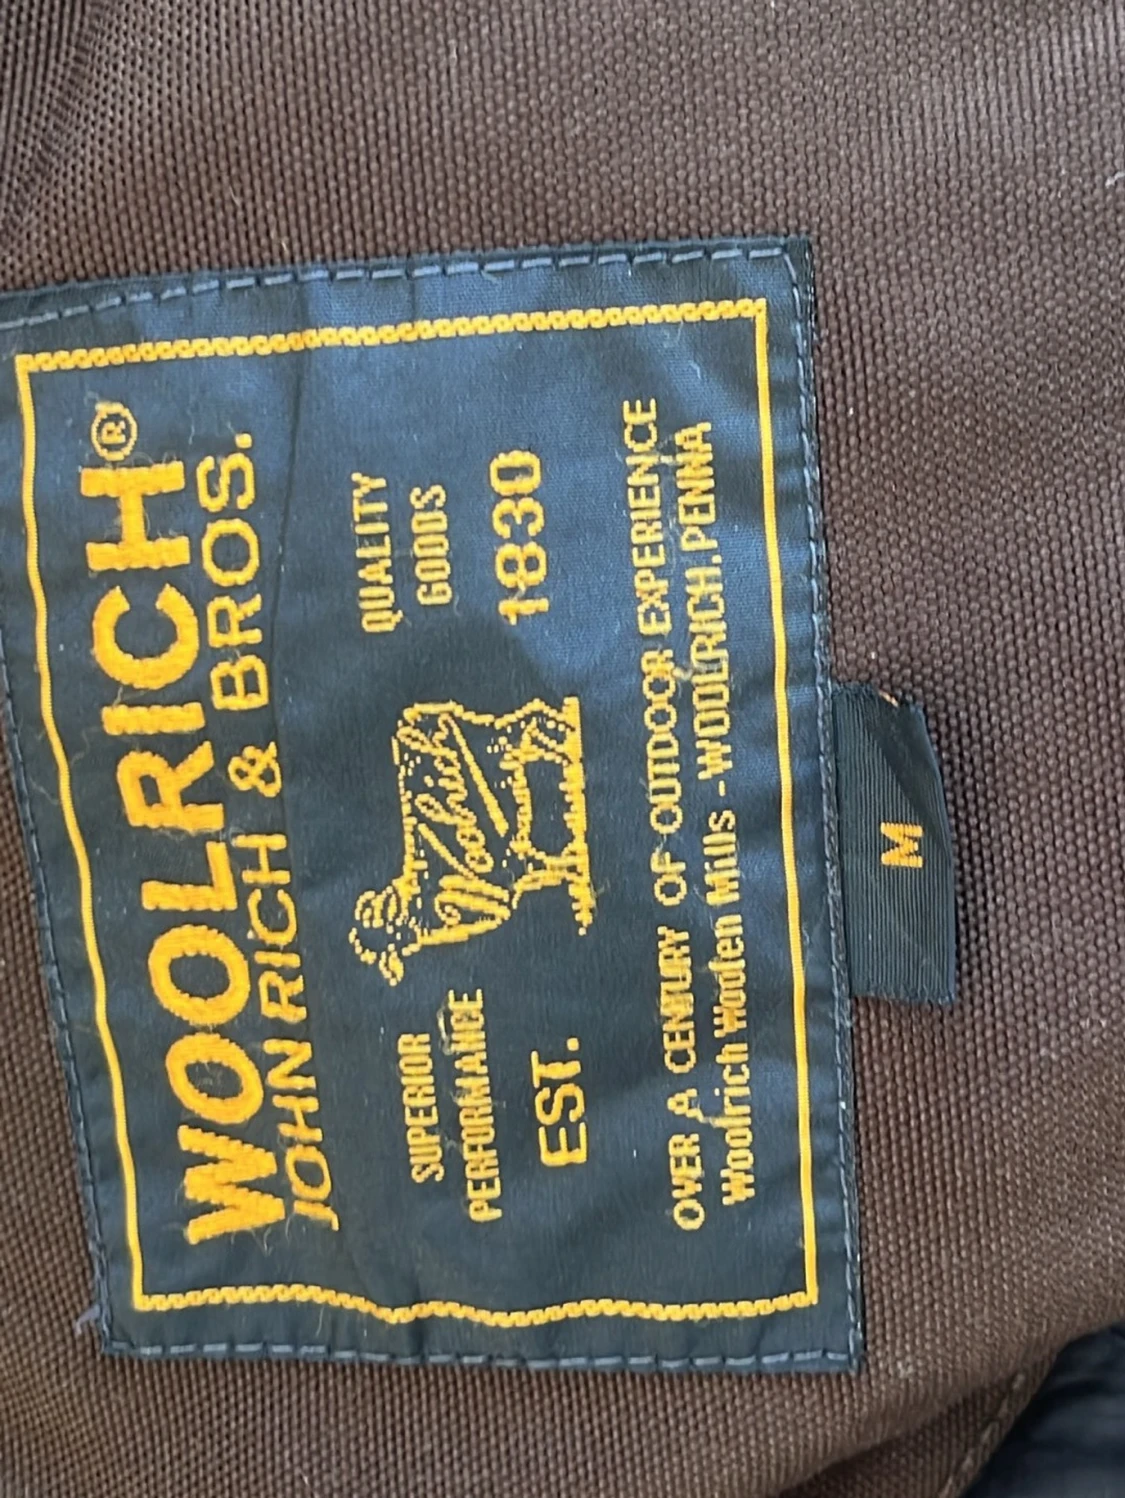 WOOLRICH®
JOHN RICH & BROS.
SUPERIOR
PERFORMANCE
Woolrich
QUALITY
GOODS
EST. 1830
OVER A CENTURY OF OUTDOOR EXPERIENCE
Woolrich Woolen Mills - WOOLRICH.PENNA
M